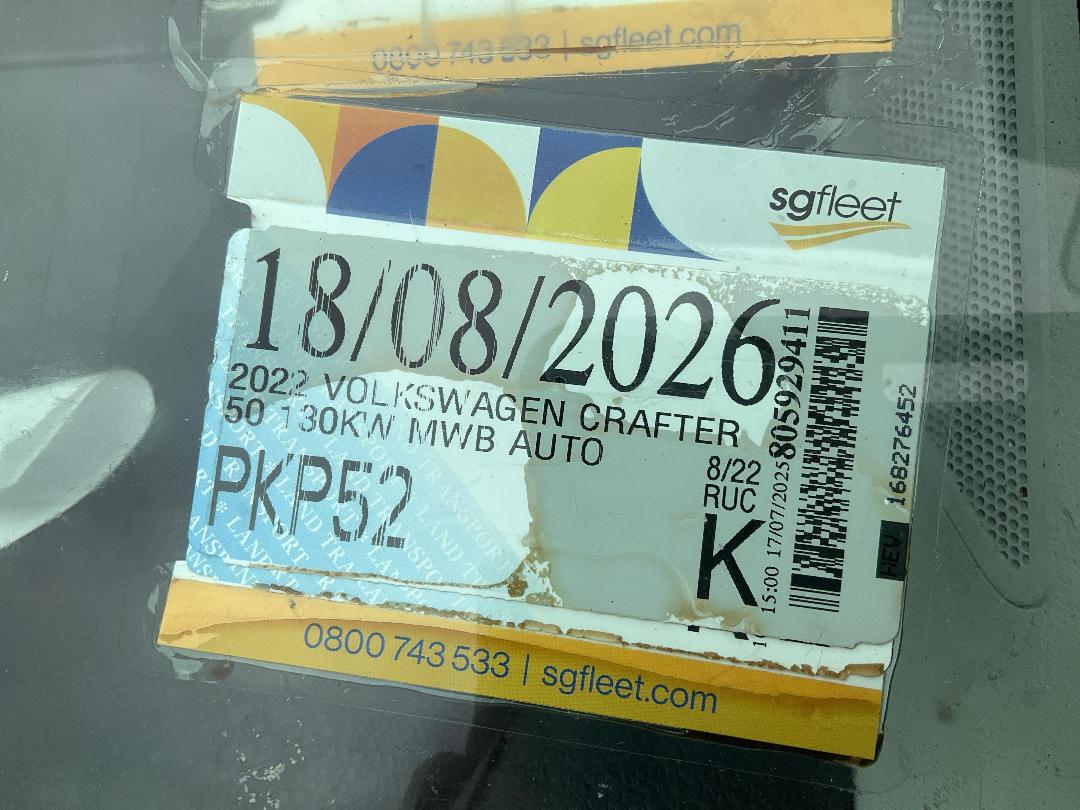 0800 743 533 | sgfleet.com
sgfleet
18/08/2026
2022 VOLKSWAGEN CRAFTER
50 130KW MWB AUTO
PKP52
8/22
RUC
K
15:00 17/07/2025
805929411
168276452
HEV
0800 743 533 | sgfleet.com